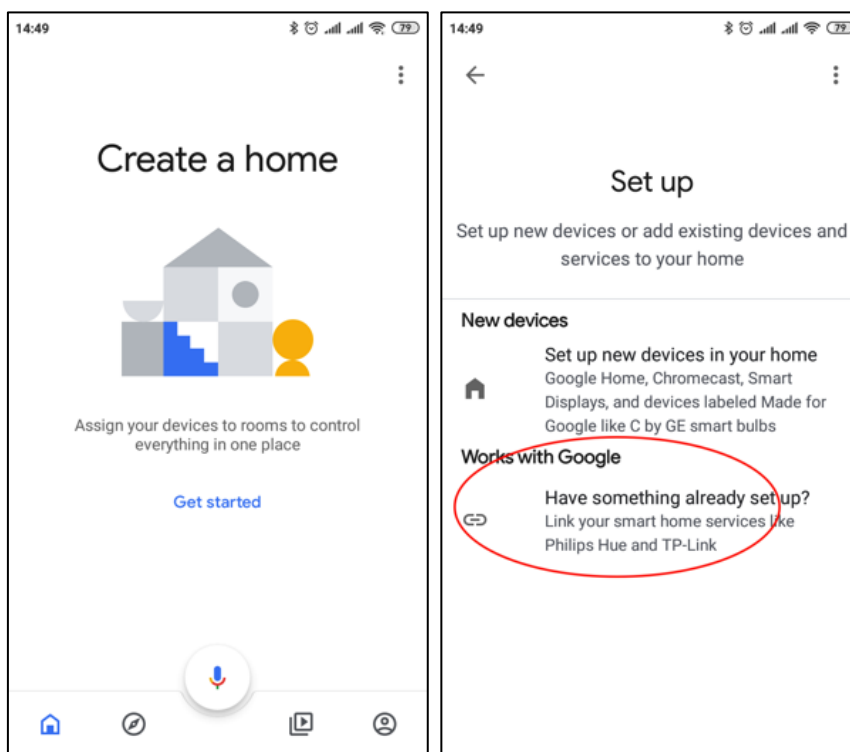 14:49
79
Create a home
Assign your devices to rooms to control
everything in one place
Get started
14:49
79
Set up
Set up new devices or add existing devices and
services to your home
New devices
Set up new devices in your home
Google Home, Chromecast, Smart
Displays, and devices labeled Made for
Google like C by GE smart bulbs
Works with Google
Have something already set up?
Link your smart home services like
Philips Hue and TP-Link